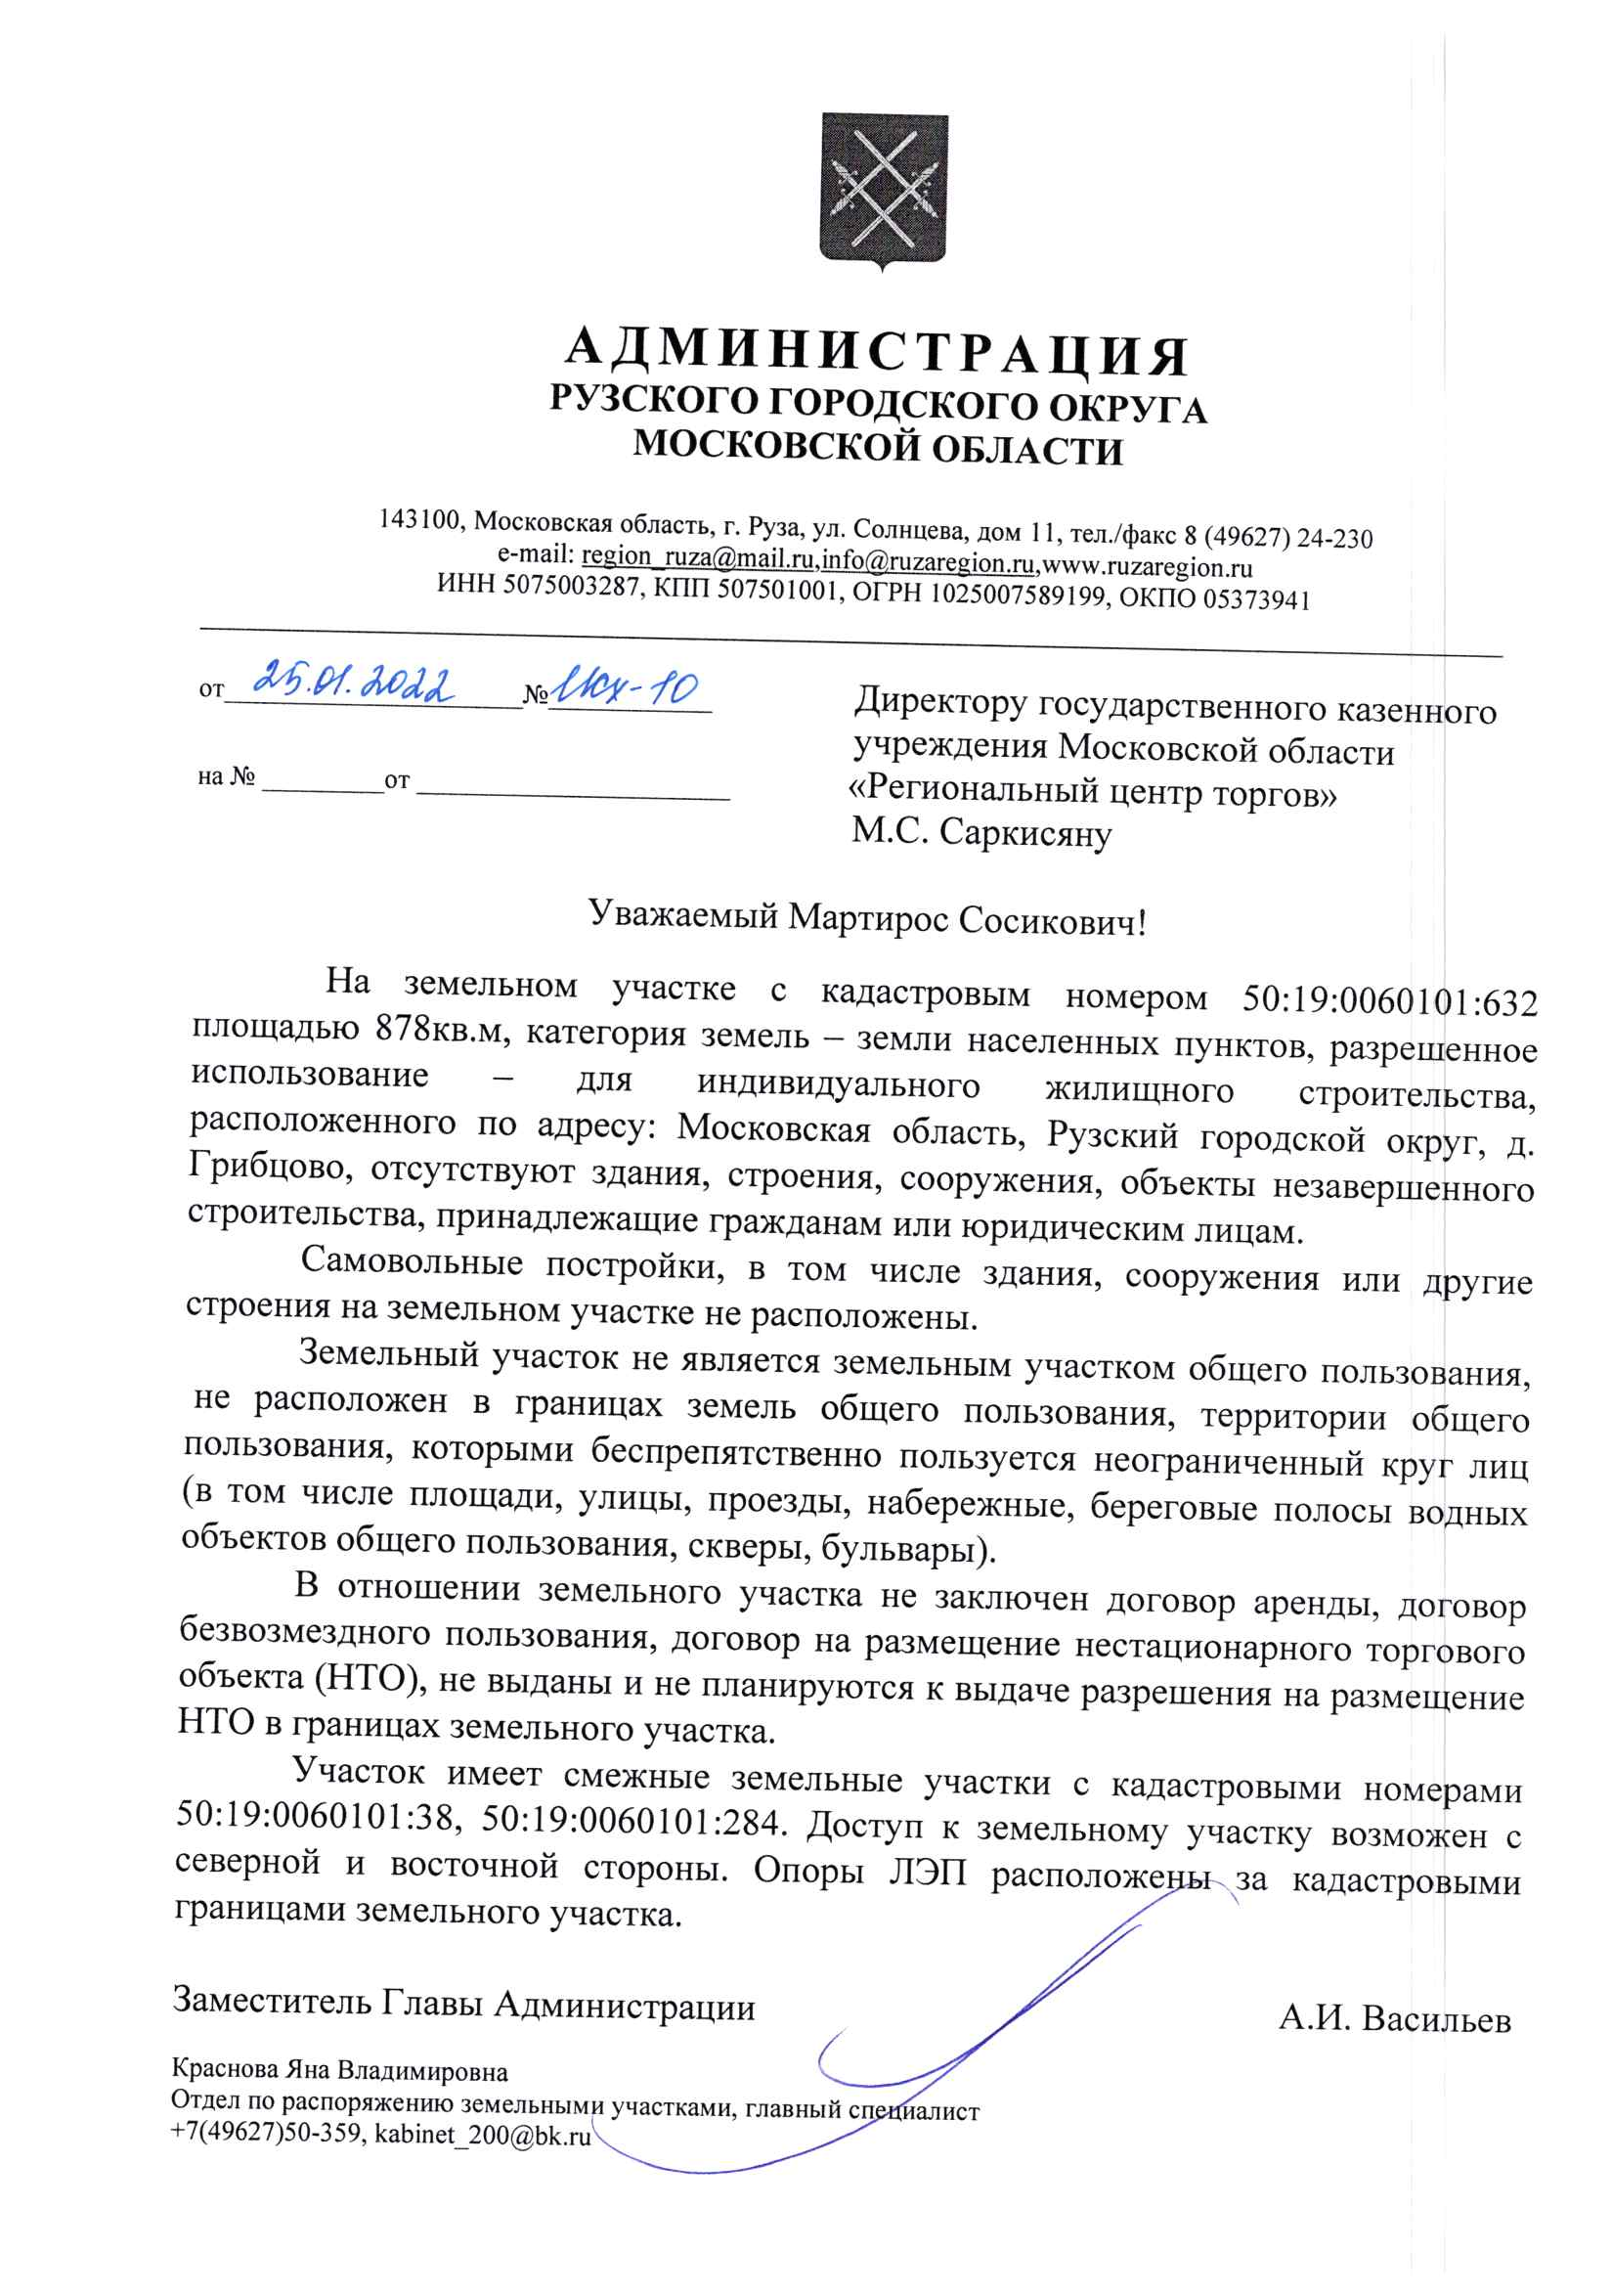 АДМИНИСТРАЦИЯ
РУЗСКОГО ГОРОДСКОГО ОКРУГА
МОСКОВСКОЙ ОБЛАСТИ
143100, Московская область, г. Руза, ул. Солнцева, дом 11, тел./факс 8 (49627) 24-230
e-mail: region_ruza@mail.ru,info@ruzaregion.ru,www.ruzaregion.ru
ИНН 5075003287, КПП 507501001, ОГРН 1025007589199, ОКПО 05373941
от 25.01.2022 №
на № от
Директору государственного казенного
учреждения Московской области
«Региональный центр торгов»
М.С. Саркисяну
Уважаемый Мартирос Сосикович!
На земельном участке с кадастровым номером 50:19:0060101:632
площадью 878кв.м, категория земель – земли населенных пунктов, разрешенное
использование – для индивидуального жилищного строительства,
расположенного по адресу: Московская область, Рузский городской округ, д.
Грибцово, отсутствуют здания, строения, сооружения, объекты незавершенного
строительства, принадлежащие гражданам или юридическим лицам.
Самовольные постройки, в том числе здания, сооружения или другие
строения на земельном участке не расположены.
Земельный участок не является земельным участком общего пользования,
не расположен в границах земель общего пользования, территории общего
пользования, которыми беспрепятственно пользуется неограниченный круг лиц
(в том числе площади, улицы, проезды, набережные, береговые полосы водных
объектов общего пользования, скверы, бульвары).
В отношении земельного участка не заключен договор аренды, договор
безвозмездного пользования, договор на размещение нестационарного торгового
объекта (НТО), не выданы и не планируются к выдаче разрешения на размещение
НТО в границах земельного участка.
Участок имеет смежные земельные участки с кадастровыми номерами
50:19:0060101:38, 50:19:0060101:284. Доступ к земельному участку возможен с
северной и восточной стороны. Опоры ЛЭП расположены за кадастровыми
границами земельного участка.
Заместитель Главы Администрации А.И. Васильев
Краснова Яна Владимировна
Отдел по распоряжению земельными участками, главный специалист
+7(49627)50-359, kabinet_200@bk.ru